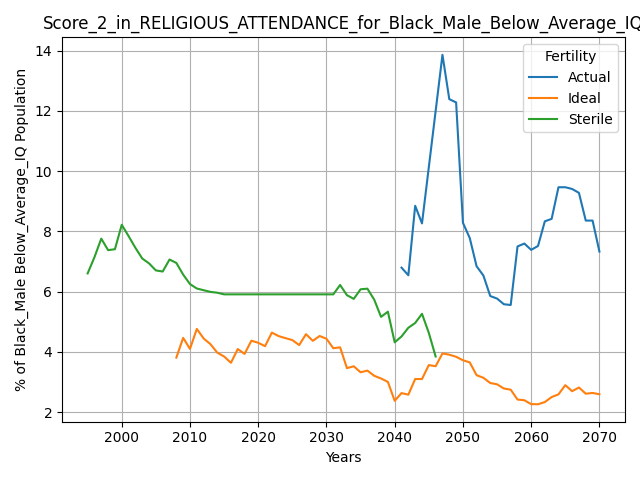 Score_2_in_RELIGIOUS_ATTENDANCE_for_Black_Male_Below_Average_IQ
% of Black_Male Below_Average_IQ Population
14
12
10
8
6
4
2
Fertility
Actual
Ideal
Sterile
2000 2010 2020 2030 2040 2050 2060 2070
Years